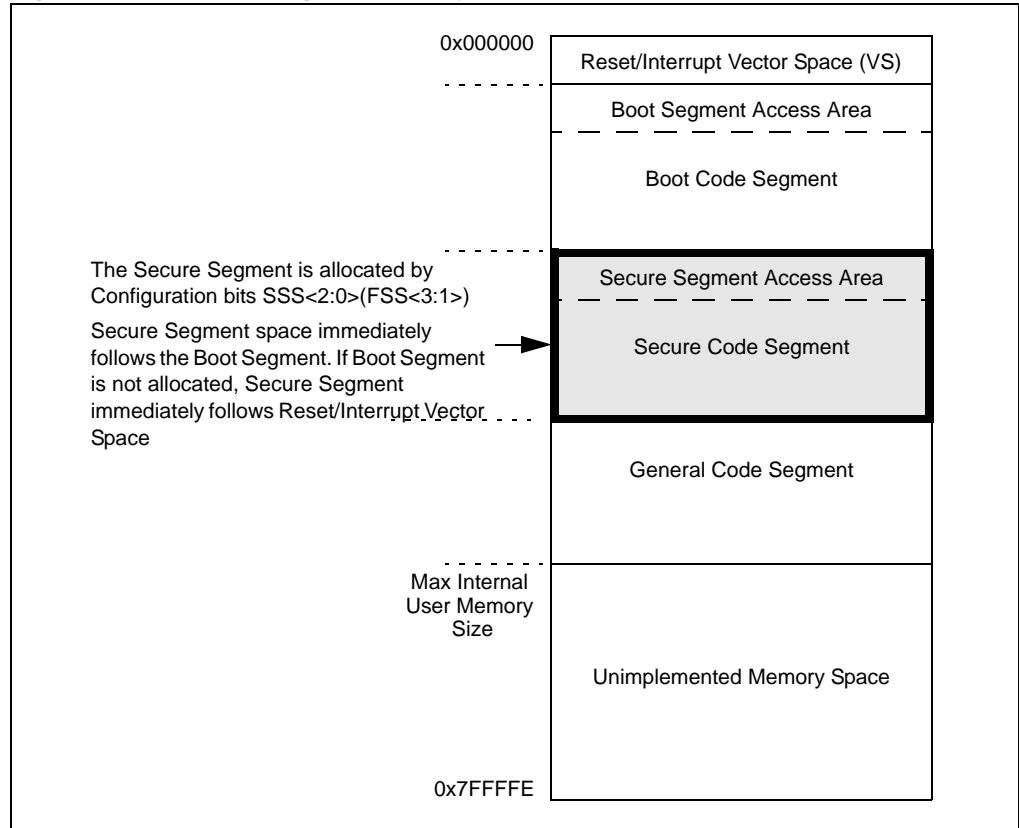 0x000000
Reset/Interrupt Vector Space (VS)
Boot Segment Access Area
Boot Code Segment
The Secure Segment is allocated by
Configuration bits SSS<2:0>(FSS<3:1>)
Secure Segment space immediately
follows the Boot Segment. If Boot Segment
is not allocated, Secure Segment
immediately follows Reset/Interrupt Vector
Space
Secure Segment Access Area
Secure Code Segment
General Code Segment
Max Internal
User Memory
Size
Unimplemented Memory Space
0x7FFFFE